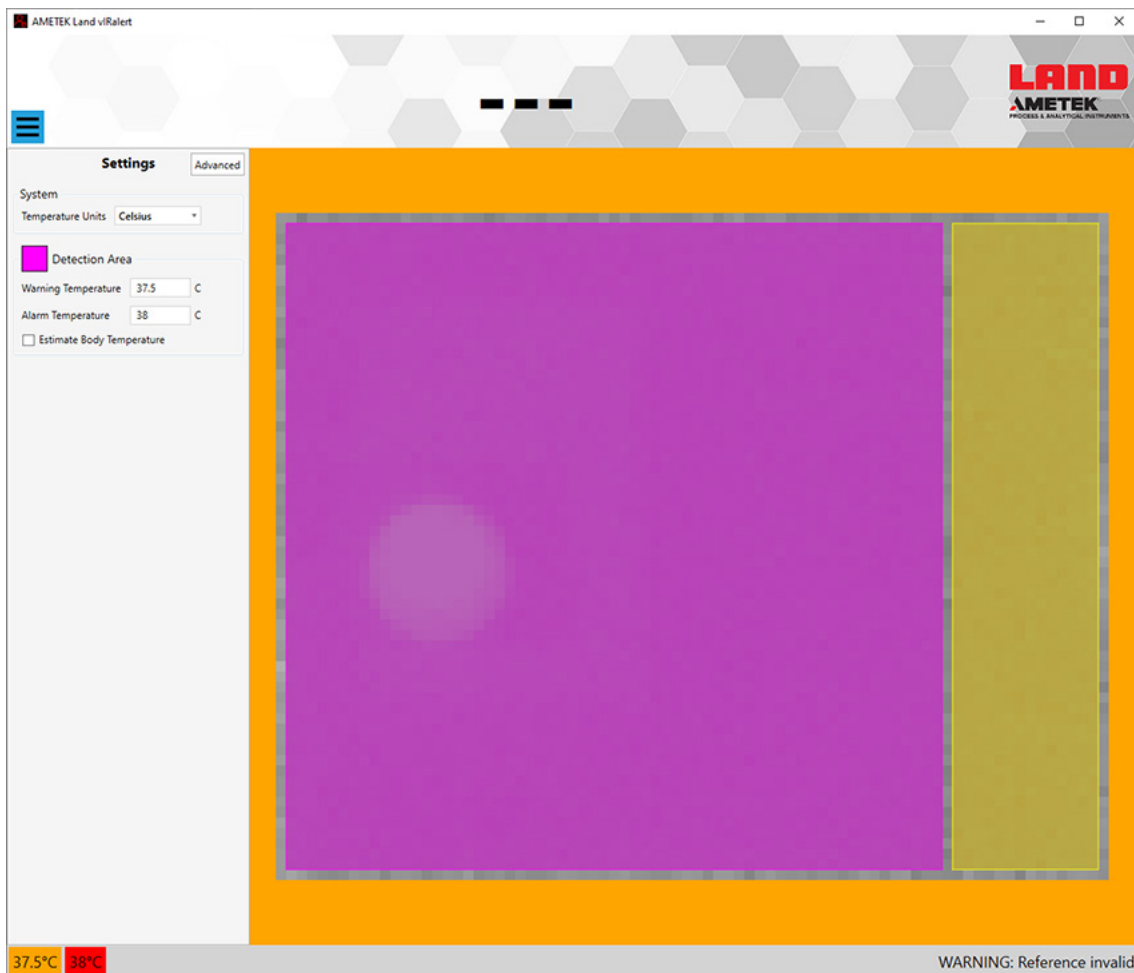 AMETEK Land vIRalert
LAND
AMETEK
PROCESS & ANALYTICAL INSTRUMENTS
---
Settings
Advanced
System
Temperature Units Celsius
Detection Area
Warning Temperature 37.5 C
Alarm Temperature 38 C
Estimate Body Temperature
37.5°C 38°C
WARNING: Reference invalid